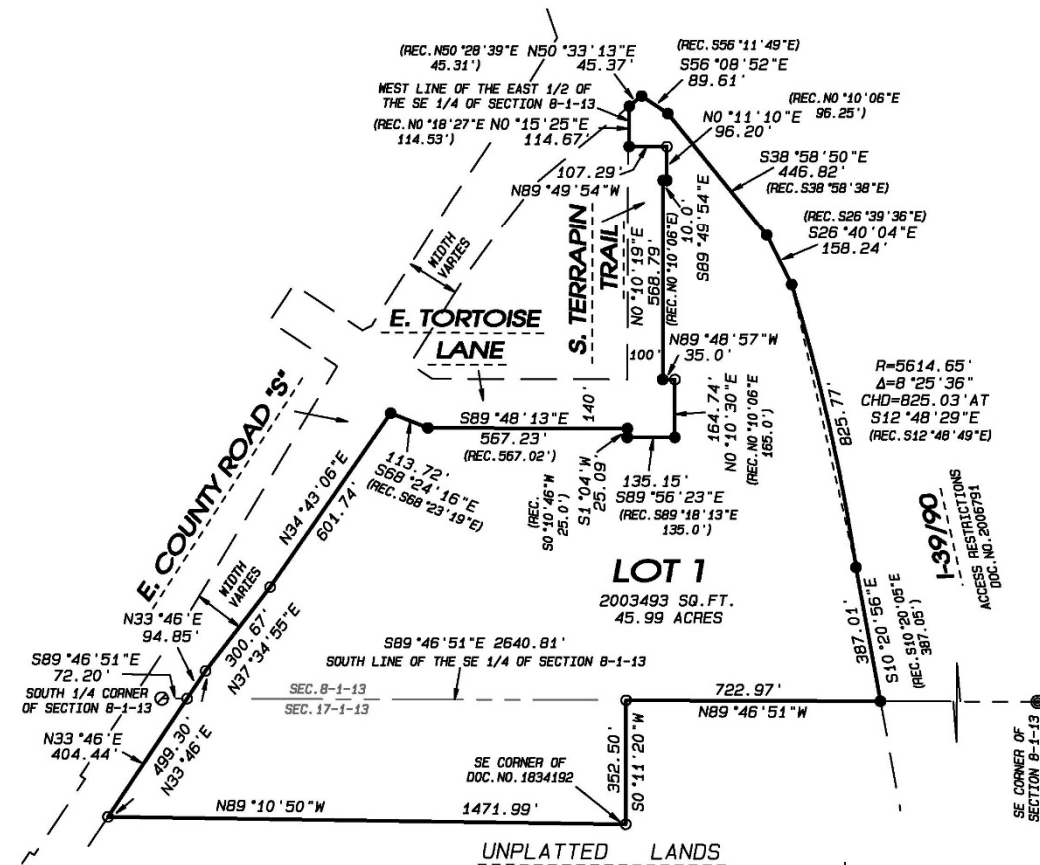 (REC.N50°28'39"E
45.31')
N50°33'13"E
45.37'
(REC.S56°11'49"E)
S56°08'52"E
89.61'
WEST LINE OF THE EAST 1/2 OF
THE SE 1/4 OF SECTION 8-1-13
(REC.N0°18'27"E
114.53')
N0°15'25"E
114.67'
N0°11'10"E
96.20'
(REC.N0°10'06"E
96.25')
107.29'
N89°49'54"W
S38°58'50"E
446.82'
(REC.S38°58'38"E)
10.0'
S89°49'54"E
(REC.S26°39'36"E)
S26°40'04"E
158.24'
S. TERRAPIN
TRAIL
N0°10'19"E
568.79'
(REC.N0°10'06"E)
WIDTH
VARIES
E. TORTOISE
LANE
N89°48'57"W
35.0'
100'
R=5614.65'
Δ=8°25'36"
CHD=825.03'AT
S12°48'29"E
(REC.S12°48'49"E)
825.77'
140'
164.74'
N0°10'30"E
(REC.N0°10'06"E
165.0')
S89°48'13"E
567.23'
(REC.567.02')
E. COUNTY ROAD "S"
113.72'
S68°24'16"E
(REC.S68°23'19"E)
N34°43'06"E
601.74'
(REC.
S0°10'46"W
25.0')
S1°04'W
25.09'
135.15'
S89°56'23"E
(REC.S89°18'13"E
135.0')
I-39/90
ACCESS RESTRICTIONS
DOC.NO.2006791
LOT 1
2003493 SQ.FT.
45.99 ACRES
WIDTH
VARIES
N33°46'E
94.85'
300.67'
N37°34'55"E
387.01'
S10°20'56"E
(REC.S10°20'05"E
387.05')
S89°46'51"E 2640.81'
SOUTH LINE OF THE SE 1/4 OF SECTION 8-1-13
S89°46'51"E
72.20'
SOUTH 1/4 CORNER
OF SECTION 8-1-13
SEC.8-1-13
SEC.17-1-13
722.97'
N89°46'51"W
N33°46'E
404.44'
499.30'
N33°46'E
SE CORNER OF
DOC.NO.1834192
352.50'
S0°11'20"W
SE CORNER OF
SECTION 8-1-13
N89°10'50"W
1471.99'
UNPLATTED LANDS